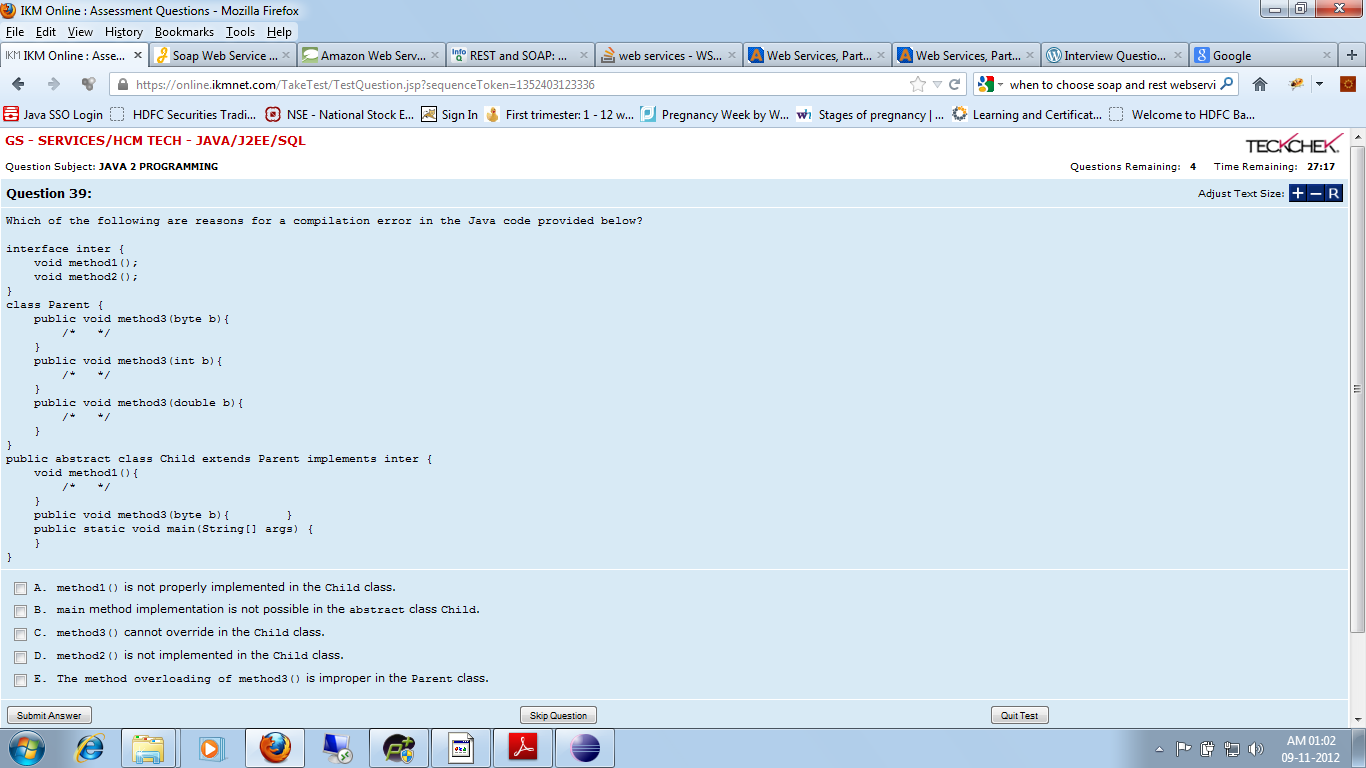 IKM Online : Assessment Questions - Mozilla Firefox
File Edit View History Bookmarks Tools Help
IKM IKM Online : Asse... Soap Web Service ... Amazon Web Serv... REST and SOAP: ... web services - WS... Web Services, Part... Web Services, Part... Interview Questio... Google
https://online.ikmnet.com/TakeTest/TestQuestion.jsp?sequenceToken=1352403123336 when to choose soap and rest webservi
Java SSO Login HDFC Securities Tradi... NSE - National Stock E... Sign In First trimester: 1 - 12 w... Pregnancy Week by W... Stages of pregnancy | ... Learning and Certificat... Welcome to HDFC Ba...
GS - SERVICES/HCM TECH - JAVA/J2EE/SQL
TECKCHEK
Question Subject: JAVA 2 PROGRAMMING Questions Remaining: 4 Time Remaining: 27:17
Question 39: Adjust Text Size: + − R
Which of the following are reasons for a compilation error in the Java code provided below?
interface inter {
    void method1();
    void method2();
}
class Parent {
    public void method3(byte b){
        /*   */
    }
    public void method3(int b){
        /*   */
    }
    public void method3(double b){
        /*   */
    }
}
public abstract class Child extends Parent implements inter {
    void method1(){
        /*   */
    }
    public void method3(byte b){        }
    public static void main(String[] args) {
    }
}
A. method1() is not properly implemented in the Child class.
B. main method implementation is not possible in the abstract class Child.
C. method3() cannot override in the Child class.
D. method2() is not implemented in the Child class.
E. The method overloading of method3() is improper in the Parent class.
Submit Answer Skip Question Quit Test
AM 01:02
09-11-2012